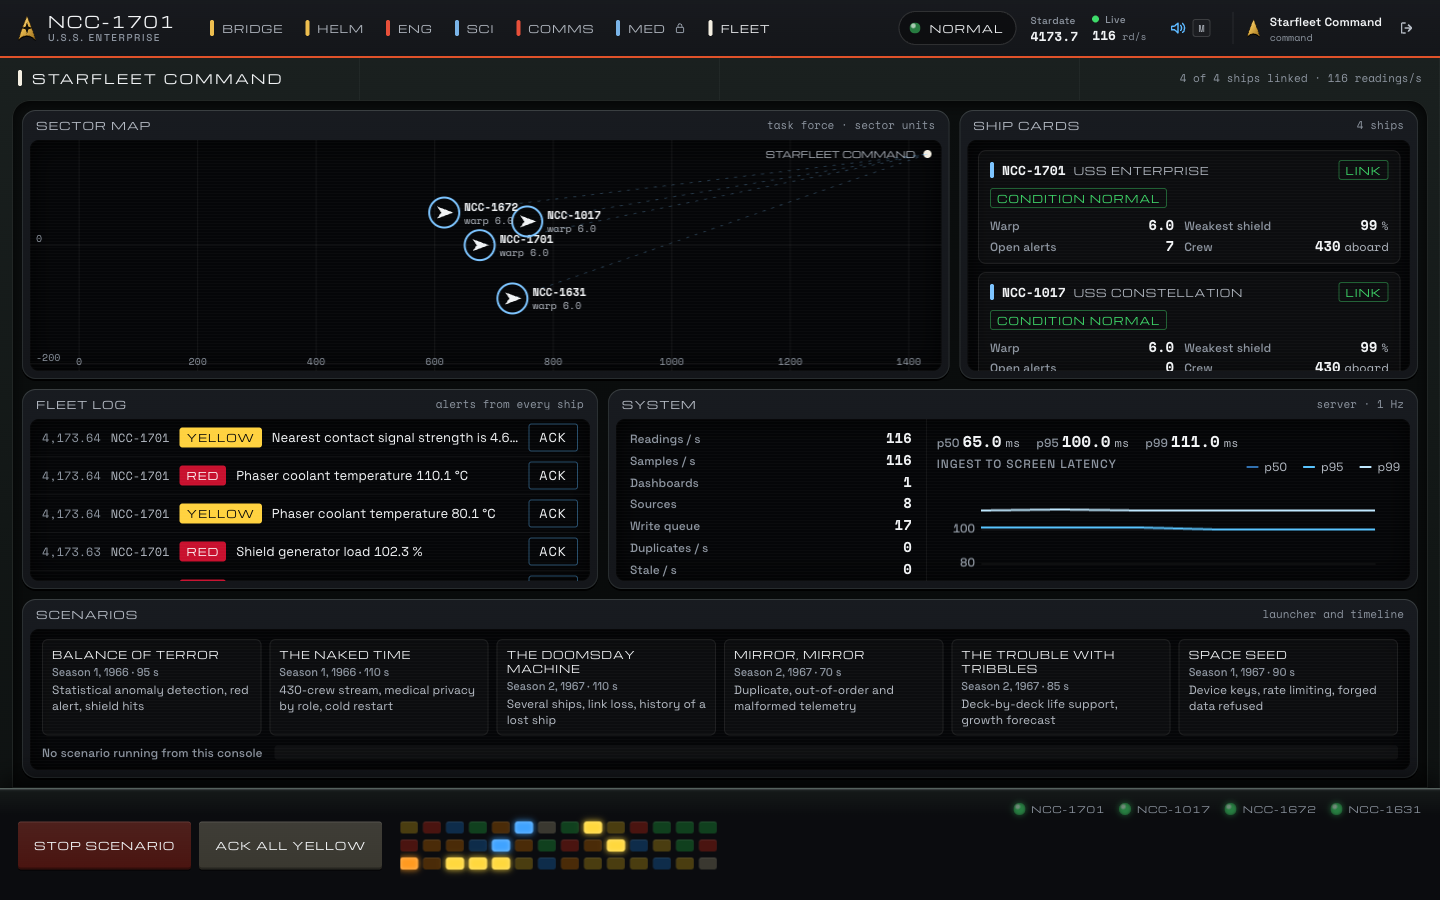 NCC-1701
U.S.S. ENTERPRISE
BRIDGE HELM ENG SCI COMMS MED FLEET
NORMAL
Stardate
4173.7
Live
116 rd/s
M
Starfleet Command
command
STARFLEET COMMAND
4 of 4 ships linked · 116 readings/s
SECTOR MAP
task force · sector units
STARFLEET COMMAND
NCC-1672
warp 6.0
NCC-1017
warp 6.0
NCC-1701
warp 6.0
NCC-1631
warp 6.0
0
-200 0 200 400 600 800 1000 1200 1400
SHIP CARDS
4 ships
NCC-1701 USS ENTERPRISE LINK
CONDITION NORMAL
Warp 6.0 Weakest shield 99 %
Open alerts 7 Crew 430 aboard
NCC-1017 USS CONSTELLATION LINK
CONDITION NORMAL
Warp 6.0 Weakest shield 99 %
Open alerts 0 Crew 430 aboard
FLEET LOG
alerts from every ship
4,173.64 NCC-1701 YELLOW Nearest contact signal strength is 4.6... ACK
4,173.64 NCC-1701 RED Phaser coolant temperature 110.1 °C ACK
4,173.64 NCC-1701 YELLOW Phaser coolant temperature 80.1 °C ACK
4,173.63 NCC-1701 RED Shield generator load 102.3 % ACK
SYSTEM
server · 1 Hz
Readings / s 116
Samples / s 116
Dashboards 1
Sources 8
Write queue 17
Duplicates / s 0
Stale / s 0
p50 65.0 ms p95 100.0 ms p99 111.0 ms
INGEST TO SCREEN LATENCY
p50 p95 p99
100
80
SCENARIOS
launcher and timeline
BALANCE OF TERROR
Season 1, 1966 · 95 s
Statistical anomaly detection, red
alert, shield hits
THE NAKED TIME
Season 1, 1966 · 110 s
430-crew stream, medical privacy
by role, cold restart
THE DOOMSDAY
MACHINE
Season 2, 1967 · 110 s
Several ships, link loss, history of a
lost ship
MIRROR, MIRROR
Season 2, 1967 · 70 s
Duplicate, out-of-order and
malformed telemetry
THE TROUBLE WITH
TRIBBLES
Season 2, 1967 · 85 s
Deck-by-deck life support,
growth forecast
SPACE SEED
Season 1, 1967 · 90 s
Device keys, rate limiting, forged
data refused
No scenario running from this console
STOP SCENARIO
ACK ALL YELLOW
NCC-1701 NCC-1017 NCC-1672 NCC-1631